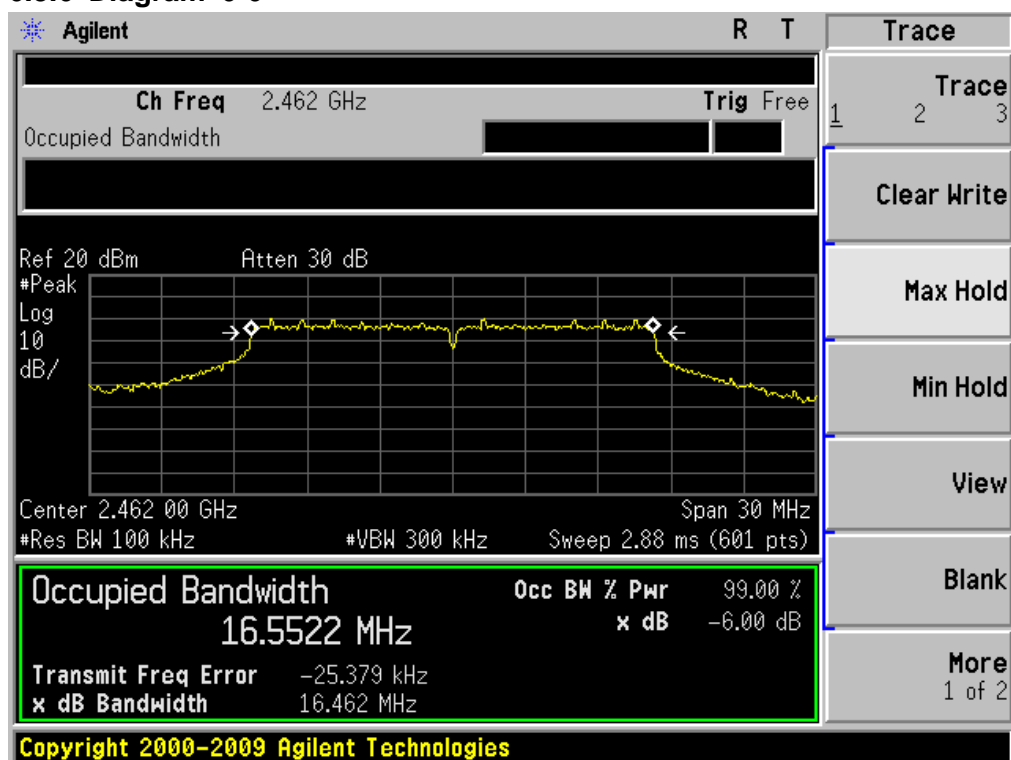 Agilent R T Trace
Ch Freq 2.462 GHz Trig Free
Occupied Bandwidth
Trace
1 2 3
Clear Write
Ref 20 dBm Atten 30 dB
#Peak
Log
10
dB/
Max Hold
Min Hold
View
Center 2.462 00 GHz Span 30 MHz
#Res BW 100 kHz #VBW 300 kHz Sweep 2.88 ms (601 pts)
Occupied Bandwidth Occ BW % Pwr 99.00 %
16.5522 MHz x dB -6.00 dB
Blank
Transmit Freq Error -25.379 kHz
x dB Bandwidth 16.462 MHz
More
1 of 2
Copyright 2000-2009 Agilent Technologies